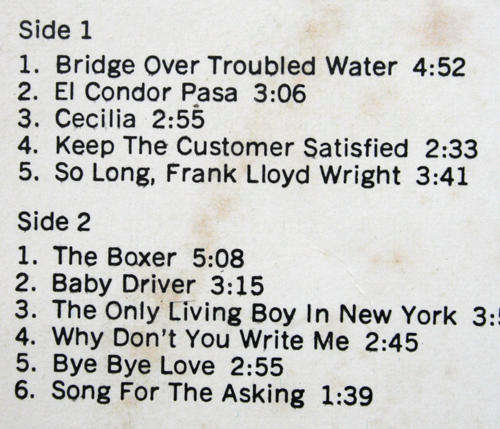 Side 1
1. Bridge Over Troubled Water 4:52
2. El Condor Pasa 3:06
3. Cecilia 2:55
4. Keep The Customer Satisfied 2:33
5. So Long, Frank Lloyd Wright 3:41
Side 2
1. The Boxer 5:08
2. Baby Driver 3:15
3. The Only Living Boy In New York
4. Why Don't You Write Me 2:45
5. Bye Bye Love 2:55
6. Song For The Asking 1:39